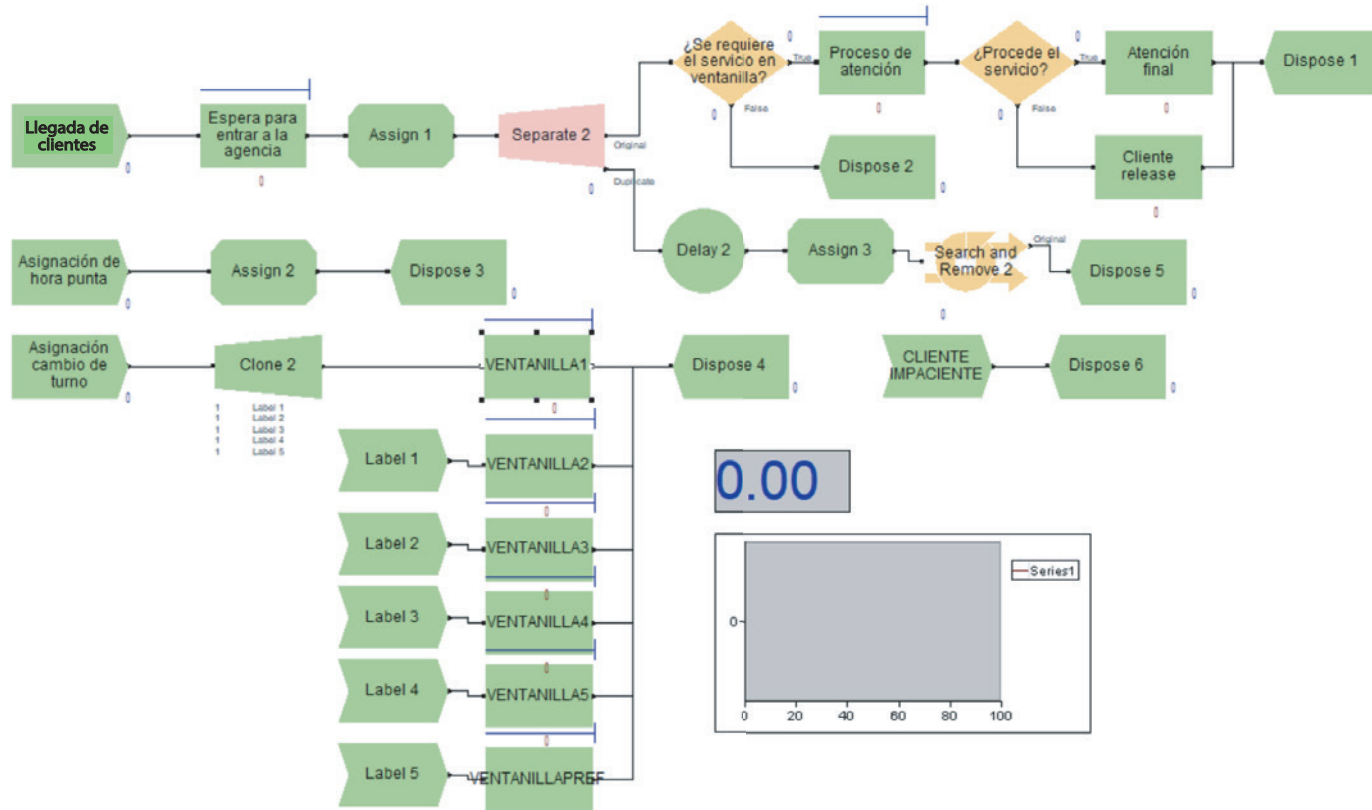 Llegada de
clientes
0
Espera para
entrar a la
agencia
0
Assign 1
Separate 2
Original
Duplicate
0
¿Se requiere
el servicio en
ventanilla?
0
True
0
False
Proceso de
atención
0
¿Procede el
servicio?
0
True
0
False
Atención
final
0
Dispose 1
0
Dispose 2
0
Cliente
release
0
Delay 2
Assign 3
Search and
Remove 2
Original
0
Dispose 5
0
Asignación de
hora punta
0
Assign 2
Dispose 3
0
Asignación
cambio de
turno
0
Clone 2
1 Label 1
1 Label 2
1 Label 3
1 Label 4
1 Label 5
VENTANILLA1
0
Dispose 4
0
CLIENTE
IMPACIENTE
Dispose 6
0
Label 1
VENTANILLA2
0
Label 2
VENTANILLA3
0
Label 3
VENTANILLA4
0
Label 4
VENTANILLA5
0
Label 5
VENTANILLAPREF
0.00
Series1
0
0 20 40 60 80 100